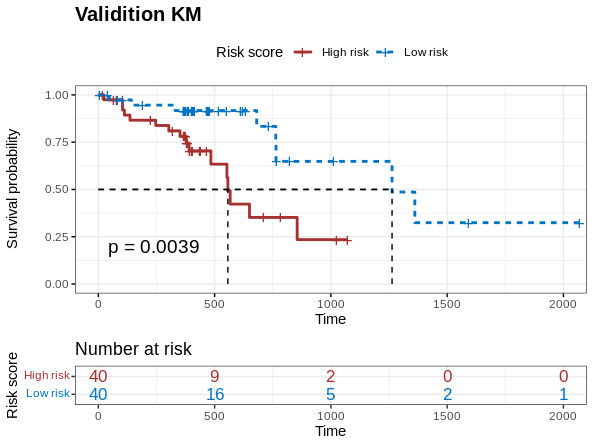 Validition KM
Risk score High risk Low risk
Survival probability
1.00
0.75
0.50
0.25
0.00
p = 0.0039
0 500 1000 1500 2000
Time
Number at risk
Risk score
High risk 40 9 2 0 0
Low risk 40 16 5 2 1
0 500 1000 1500 2000
Time